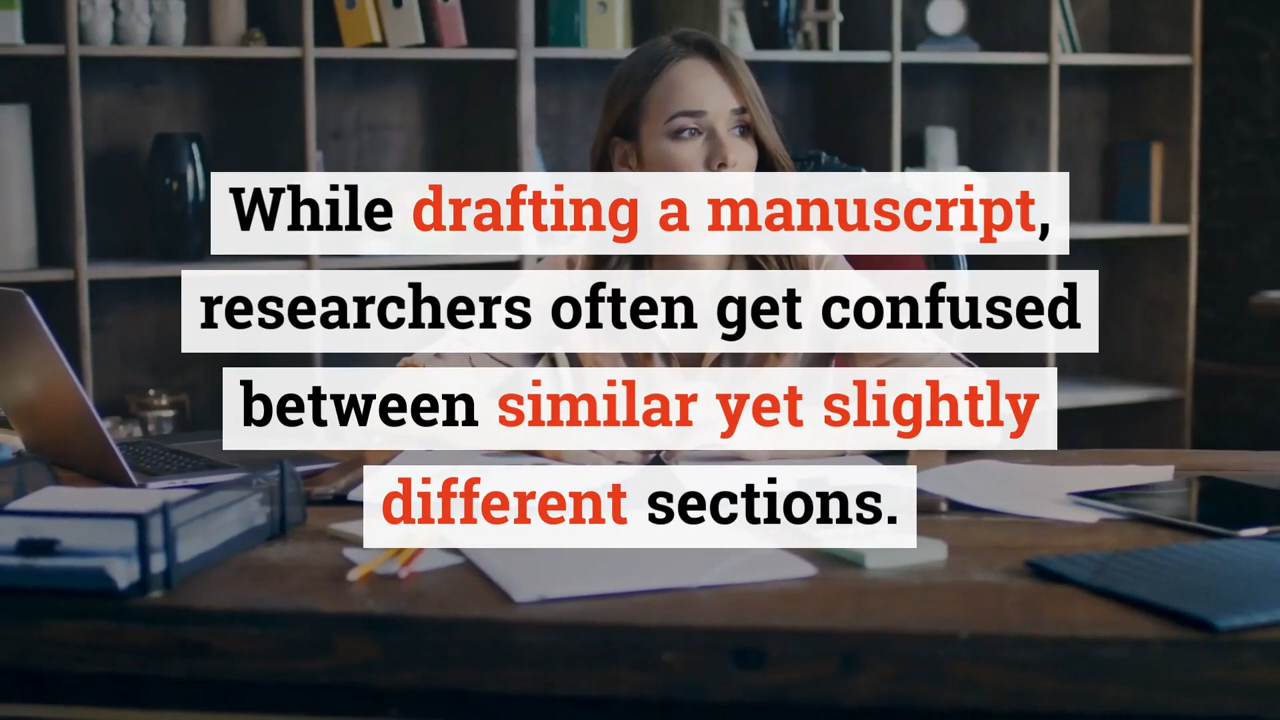 While drafting a manuscript,
researchers often get confused
between similar yet slightly
different sections.